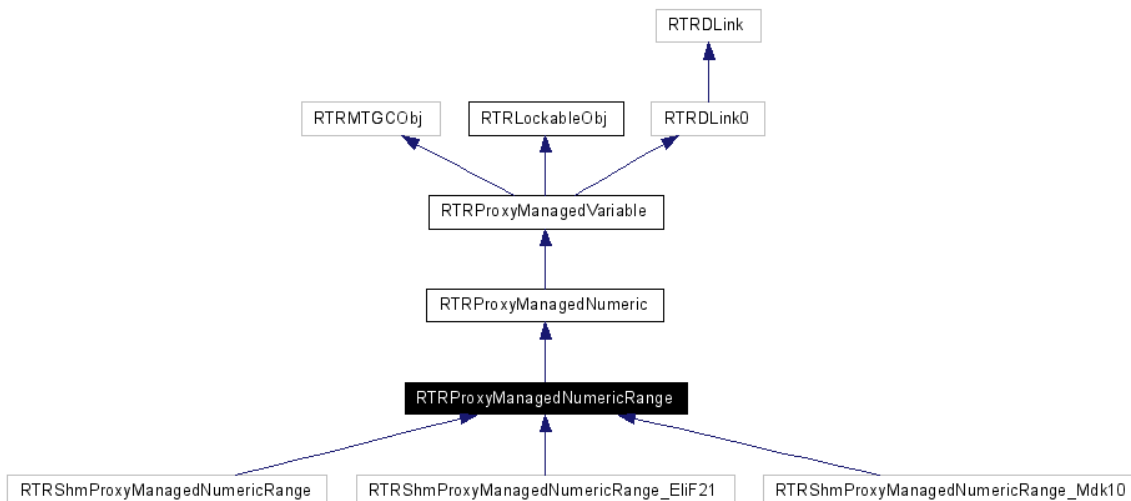 RTRDLink
RTRMTGCObj
RTRLockableObj
RTRDLink0
RTRProxyManagedVariable
RTRProxyManagedNumeric
RTRProxyManagedNumericRange
RTRShmProxyManagedNumericRange
RTRShmProxyManagedNumericRange_EliF21
RTRShmProxyManagedNumericRange_Mdk10